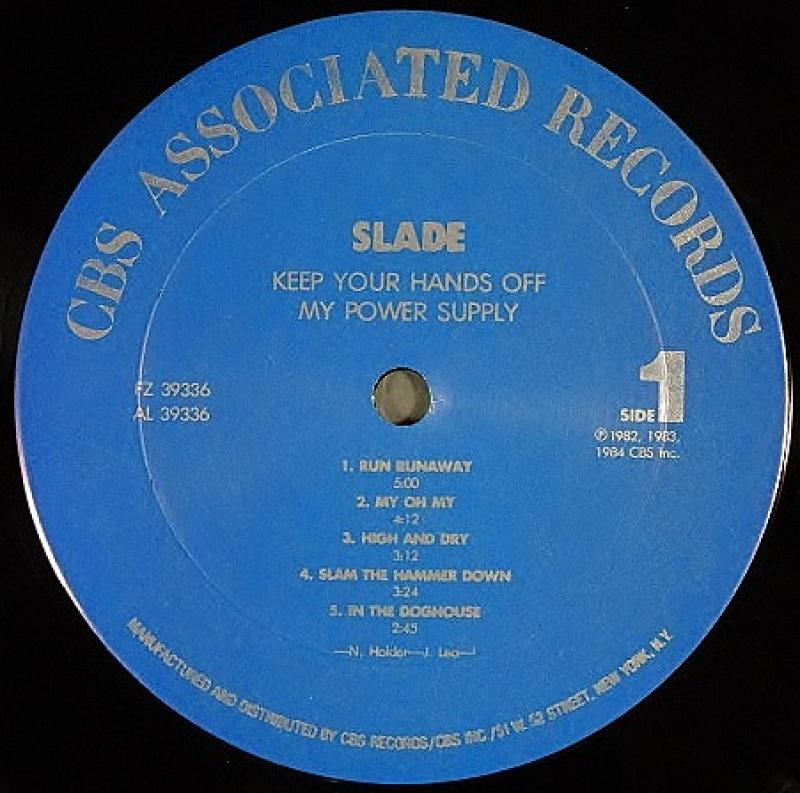 CBS ASSOCIATED RECORDS
SLADE
KEEP YOUR HANDS OFF
MY POWER SUPPLY
FZ 39336
AL 39336
SIDE 1
℗1982, 1983,
1984 CBS Inc.
1. RUN RUNAWAY
5:00
2. MY OH MY
4:12
3. HIGH AND DRY
3:12
4. SLAM THE HAMMER DOWN
3:24
5. IN THE DOGHOUSE
2:45
—N. Holder—J. Lea—
MANUFACTURED AND DISTRIBUTED BY CBS RECORDS/CBS INC./51 W. 52 STREET, NEW YORK, N.Y.